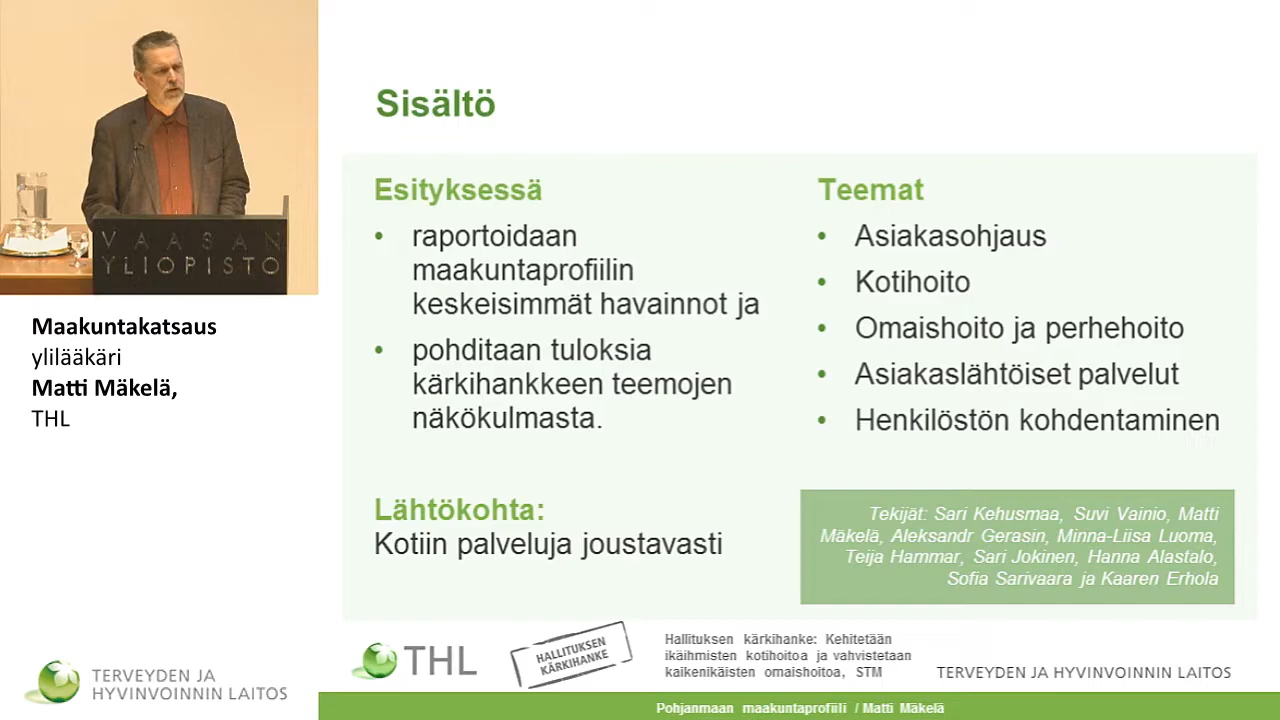 VAASAN
YLIOPISTO
Maakuntakatsaus
ylilääkäri
Matti Mäkelä,
THL
TERVEYDEN JA
HYVINVOINNIN LAITOS
Sisältö
Esityksessä
• raportoidaan
maakuntaprofiilin
keskeisimmät havainnot ja
• pohditaan tuloksia
kärkihankkeen teemojen
näkökulmasta.
Lähtökohta:
Kotiin palveluja joustavasti
Teemat
• Asiakasohjaus
• Kotihoito
• Omaishoito ja perhehoito
• Asiakaslähtöiset palvelut
• Henkilöstön kohdentaminen
Tekijät: Sari Kehusmaa, Suvi Vainio, Matti
Mäkelä, Aleksandr Gerasin, Minna-Liisa Luoma,
Teija Hammar, Sari Jokinen, Hanna Alastalo,
Sofia Sarivaara ja Kaaren Erhola
THL
HALLITUKSEN
KÄRKIHANKE
Hallituksen kärkihanke: Kehitetään
ikäihmisten kotihoitoa ja vahvistetaan
kaikenikäisten omaishoitoa, STM
TERVEYDEN JA HYVINVOINNIN LAITOS
Pohjanmaan maakuntaprofiili / Matti Mäkelä